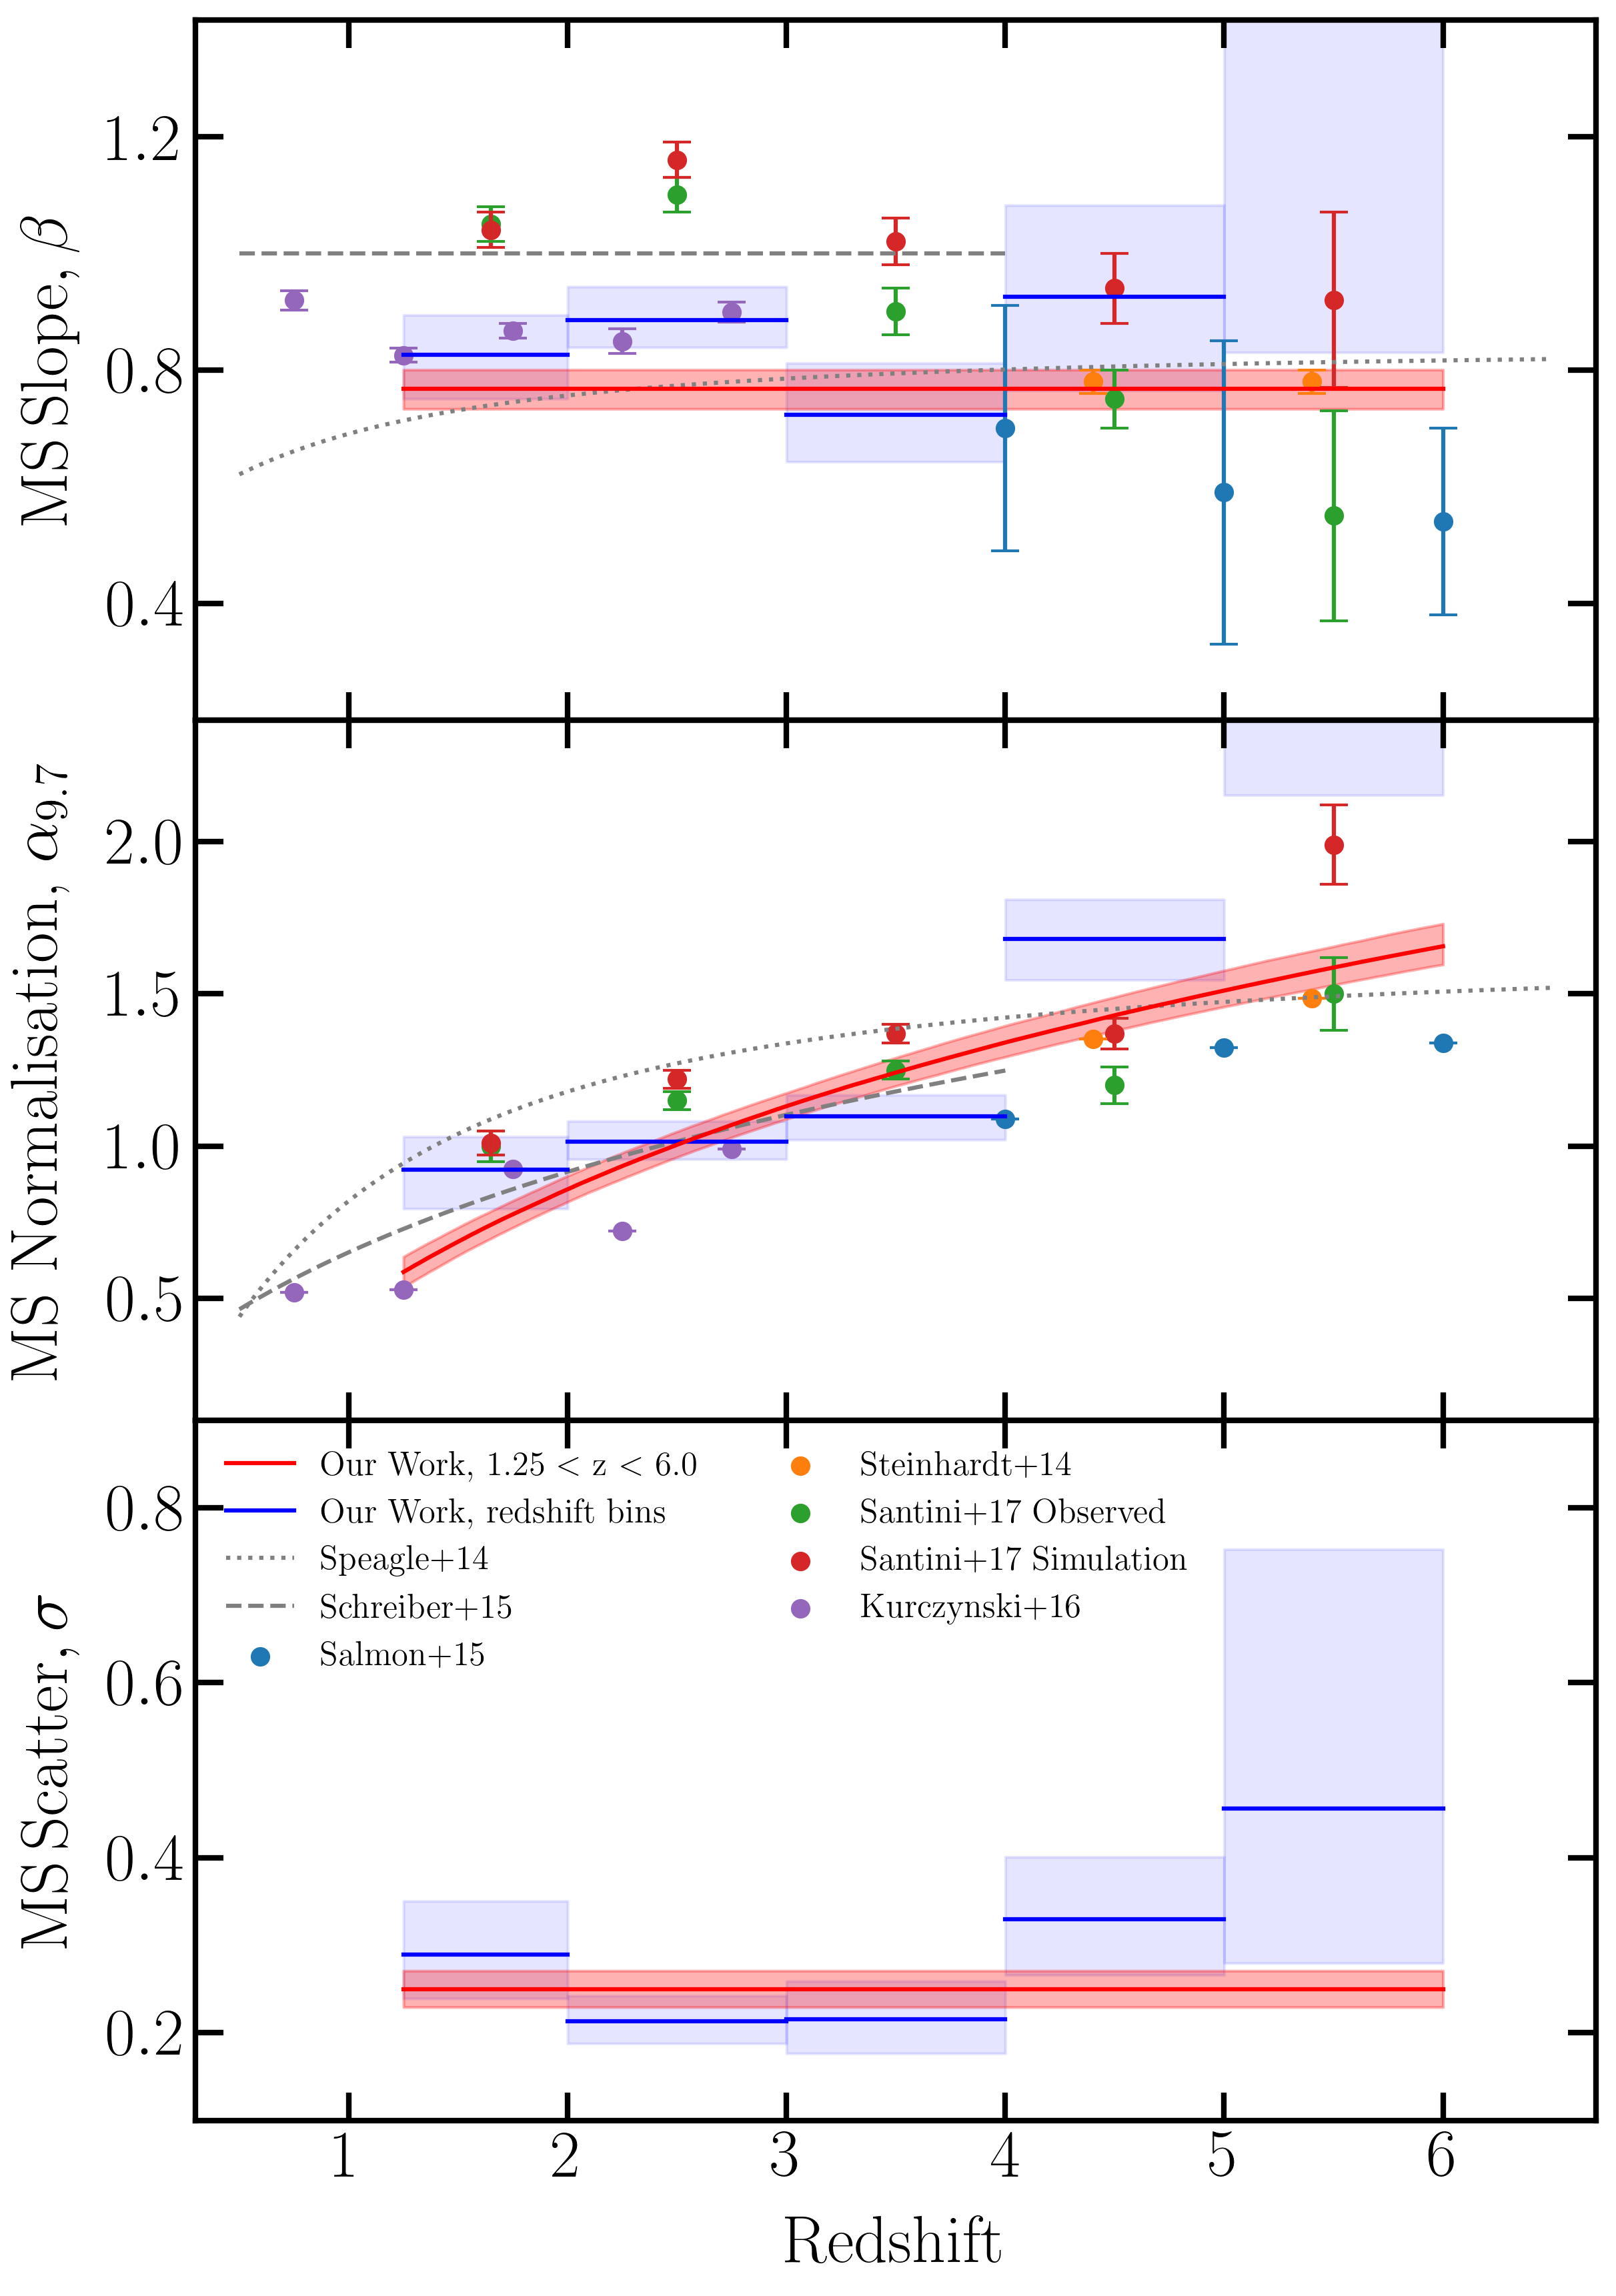 MS Slope, β
1.2
0.8
0.4
MS Normalisation, α9.7
2.0
1.5
1.0
0.5
MS Scatter, σ
0.8
0.6
0.4
0.2
Our Work, 1.25 < z < 6.0
Our Work, redshift bins
Speagle+14
Schreiber+15
Salmon+15
Steinhardt+14
Santini+17 Observed
Santini+17 Simulation
Kurczynski+16
1 2 3 4 5 6
Redshift